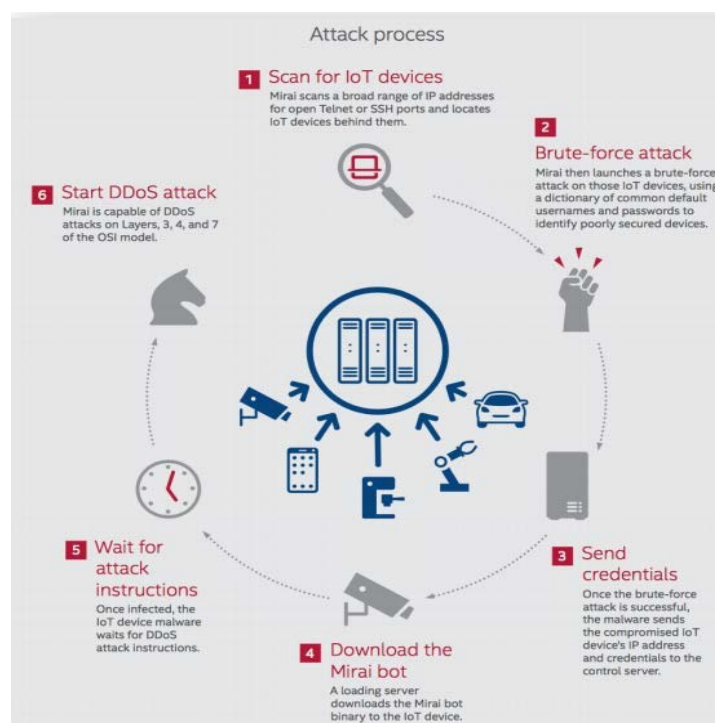 Attack process
1 Scan for IoT devices
Mirai scans a broad range of IP addresses
for open Telnet or SSH ports and locates
IoT devices behind them.
2
Brute-force attack
Mirai then launches a brute-force
attack on those IoT devices, using
a dictionary of common default
usernames and passwords to
identify poorly secured devices.
3 Send
credentials
Once the brute-force
attack is successful,
the malware sends
the compromised IoT
device's IP address
and credentials to the
control server.
4 Download the
Mirai bot
A loading server
downloads the Mirai bot
binary to the IoT device.
5 Wait for
attack
instructions
Once infected, the
IoT device malware
waits for DDoS
attack instructions.
6 Start DDoS attack
Mirai is capable of DDoS
attacks on Layers, 3, 4, and 7
of the OSI model.